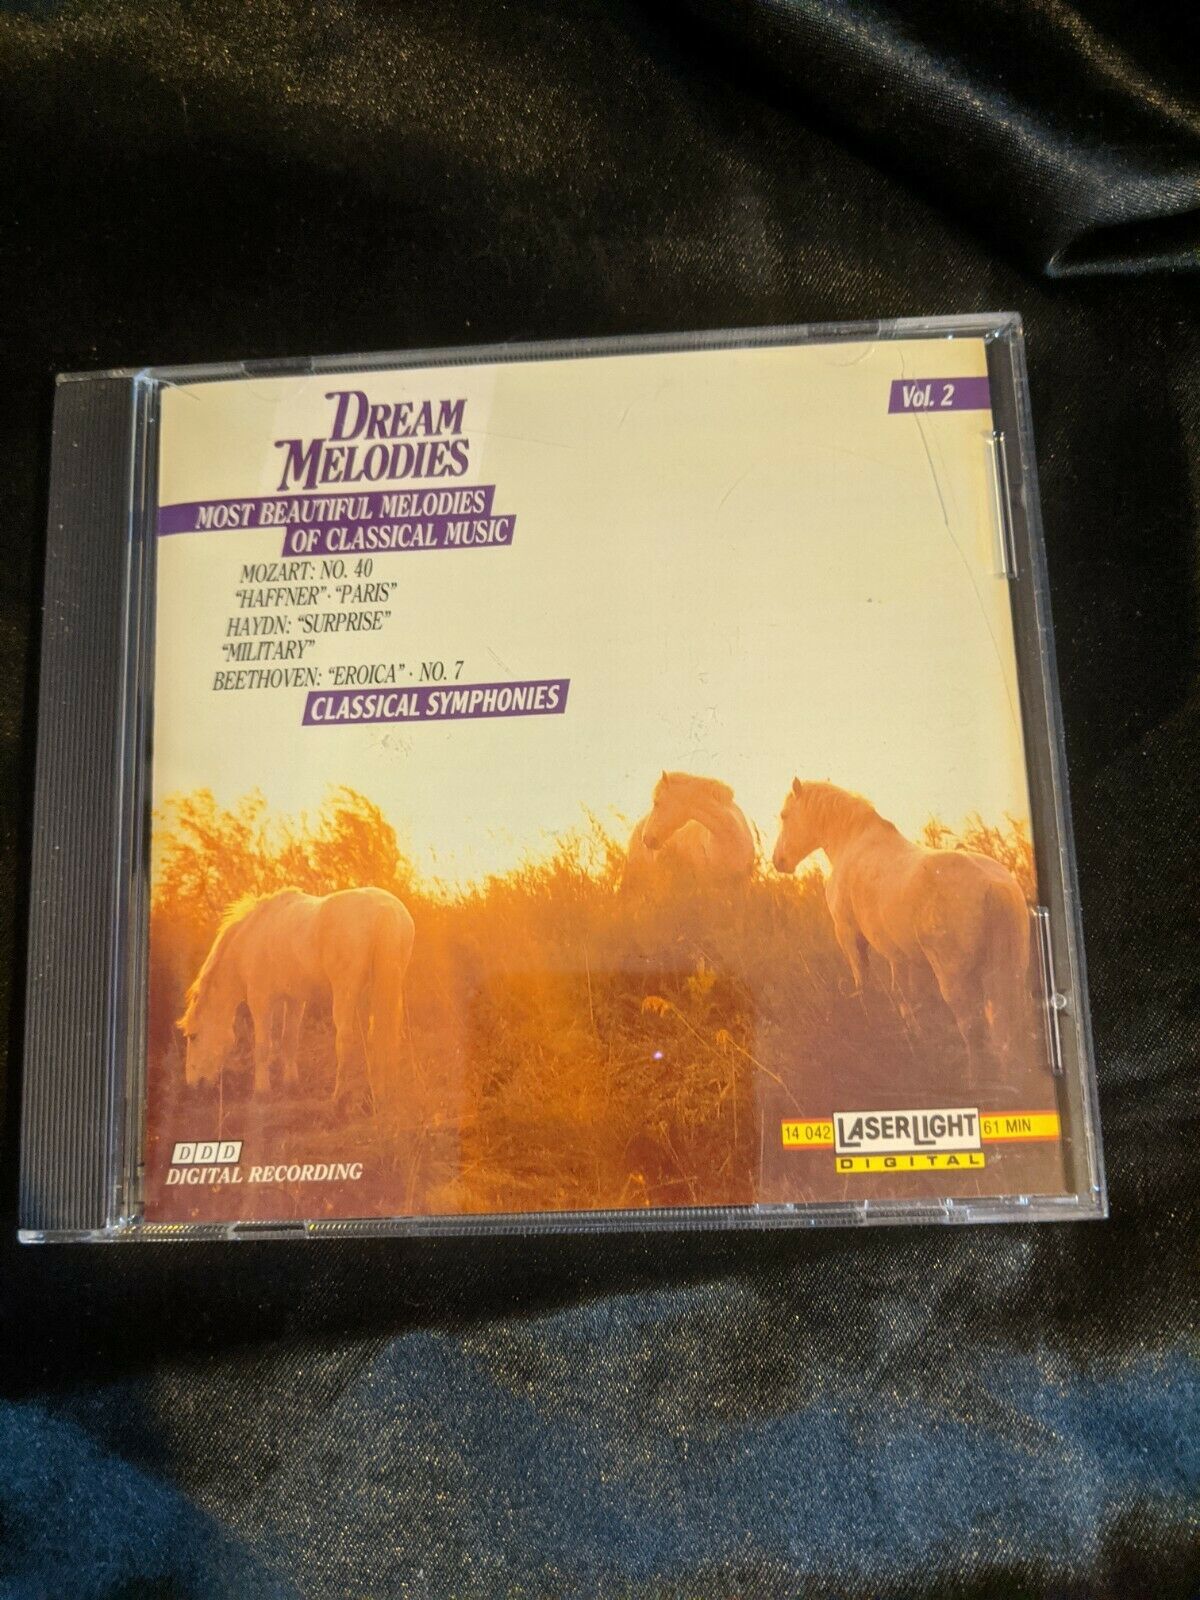 Vol. 2
DREAM
MELODIES
MOST BEAUTIFUL MELODIES
OF CLASSICAL MUSIC
MOZART: NO. 40
"HAFFNER" · "PARIS"
HAYDN: "SURPRISE"
"MILITARY"
BEETHOVEN: "EROICA" · NO. 7
CLASSICAL SYMPHONIES
DDD
DIGITAL RECORDING
14 042 LASERLIGHT 61 MIN
DIGITAL